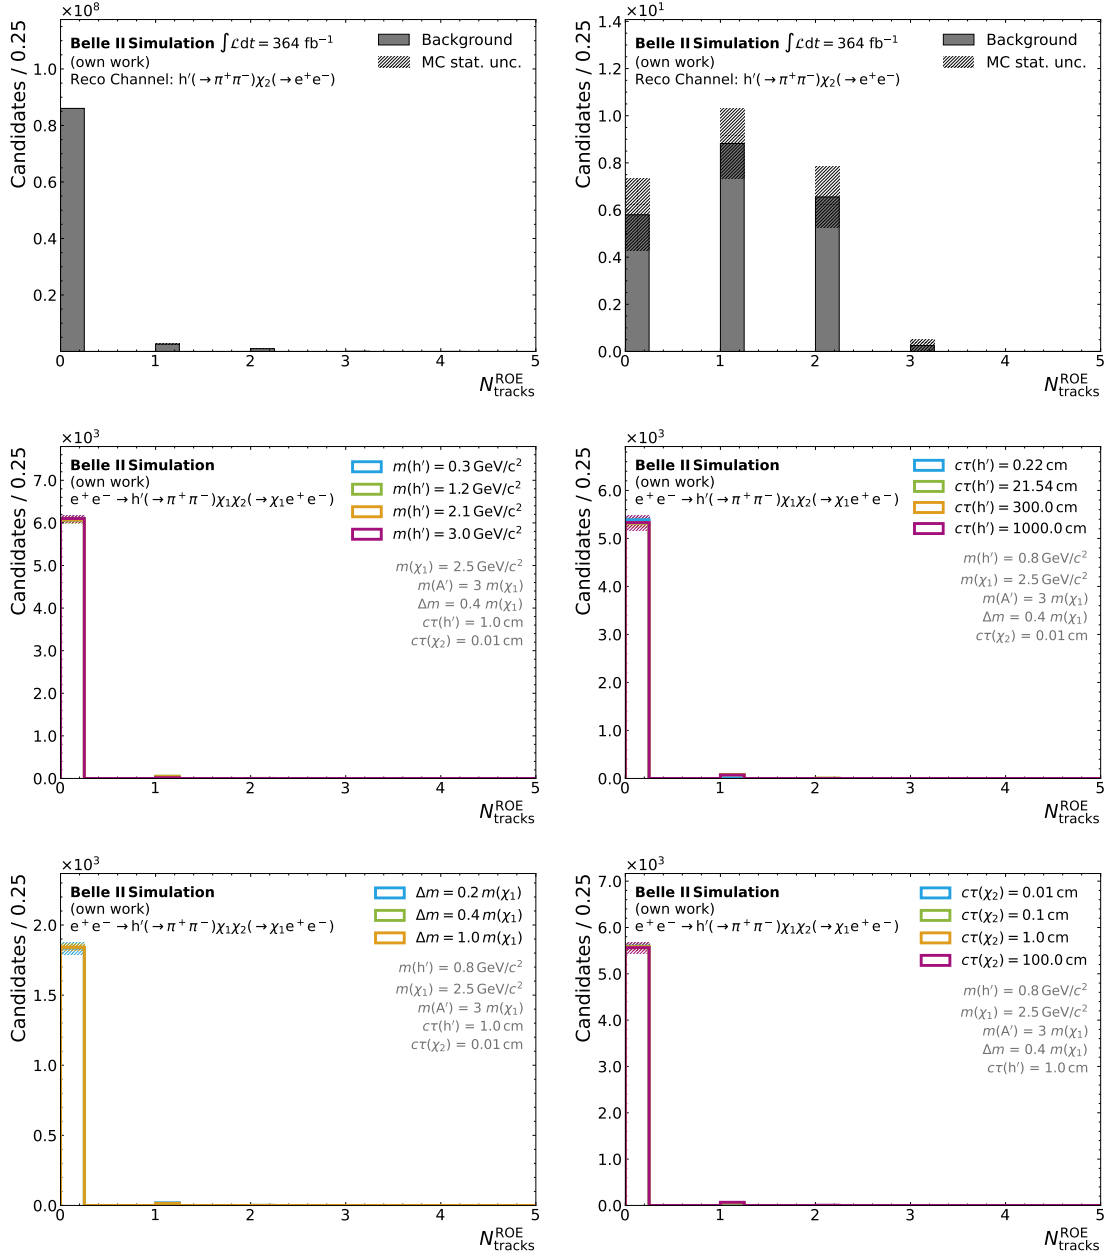 ×10⁸
Candidates / 0.25
Belle II Simulation ∫ℒdt = 364 fb⁻¹
(own work)
Reco Channel: h′(→π⁺π⁻)χ₂(→e⁺e⁻)
Background
MC stat. unc.
1.0
0.8
0.6
0.4
0.2
0 1 2 3 4 5
N^ROE_tracks
×10¹
Candidates / 0.25
Belle II Simulation ∫ℒdt = 364 fb⁻¹
(own work)
Reco Channel: h′(→π⁺π⁻)χ₂(→e⁺e⁻)
Background
MC stat. unc.
1.4
1.2
1.0
0.8
0.6
0.4
0.2
0.0
0 1 2 3 4 5
N^ROE_tracks
×10³
Candidates / 0.25
Belle II Simulation
(own work)
e⁺e⁻ →h′(→π⁺π⁻)χ₁χ₂(→χ₁e⁺e⁻)
m(h′) = 0.3 GeV/c²
m(h′) = 1.2 GeV/c²
m(h′) = 2.1 GeV/c²
m(h′) = 3.0 GeV/c²
m(χ₁) = 2.5 GeV/c²
m(A′) = 3 m(χ₁)
Δm = 0.4 m(χ₁)
cτ(h′) = 1.0 cm
cτ(χ₂) = 0.01 cm
7.0
6.0
5.0
4.0
3.0
2.0
1.0
0.0
0 1 2 3 4 5
N^ROE_tracks
×10³
Candidates / 0.25
Belle II Simulation
(own work)
e⁺e⁻ →h′(→π⁺π⁻)χ₁χ₂(→χ₁e⁺e⁻)
cτ(h′) = 0.22 cm
cτ(h′) = 21.54 cm
cτ(h′) = 300.0 cm
cτ(h′) = 1000.0 cm
m(h′) = 0.8 GeV/c²
m(χ₁) = 2.5 GeV/c²
m(A′) = 3 m(χ₁)
Δm = 0.4 m(χ₁)
cτ(χ₂) = 0.01 cm
6.0
5.0
4.0
3.0
2.0
1.0
0.0
0 1 2 3 4 5
N^ROE_tracks
×10³
Candidates / 0.25
Belle II Simulation
(own work)
e⁺e⁻ →h′(→π⁺π⁻)χ₁χ₂(→χ₁e⁺e⁻)
Δm = 0.2 m(χ₁)
Δm = 0.4 m(χ₁)
Δm = 1.0 m(χ₁)
m(h′) = 0.8 GeV/c²
m(χ₁) = 2.5 GeV/c²
m(A′) = 3 m(χ₁)
cτ(h′) = 1.0 cm
cτ(χ₂) = 0.01 cm
2.0
1.5
1.0
0.5
0.0
0 1 2 3 4 5
N^ROE_tracks
×10³
Candidates / 0.25
Belle II Simulation
(own work)
e⁺e⁻ →h′(→π⁺π⁻)χ₁χ₂(→χ₁e⁺e⁻)
cτ(χ₂) = 0.01 cm
cτ(χ₂) = 0.1 cm
cτ(χ₂) = 1.0 cm
cτ(χ₂) = 100.0 cm
m(h′) = 0.8 GeV/c²
m(χ₁) = 2.5 GeV/c²
m(A′) = 3 m(χ₁)
Δm = 0.4 m(χ₁)
cτ(h′) = 1.0 cm
7.0
6.0
5.0
4.0
3.0
2.0
1.0
0.0
0 1 2 3 4 5
N^ROE_tracks